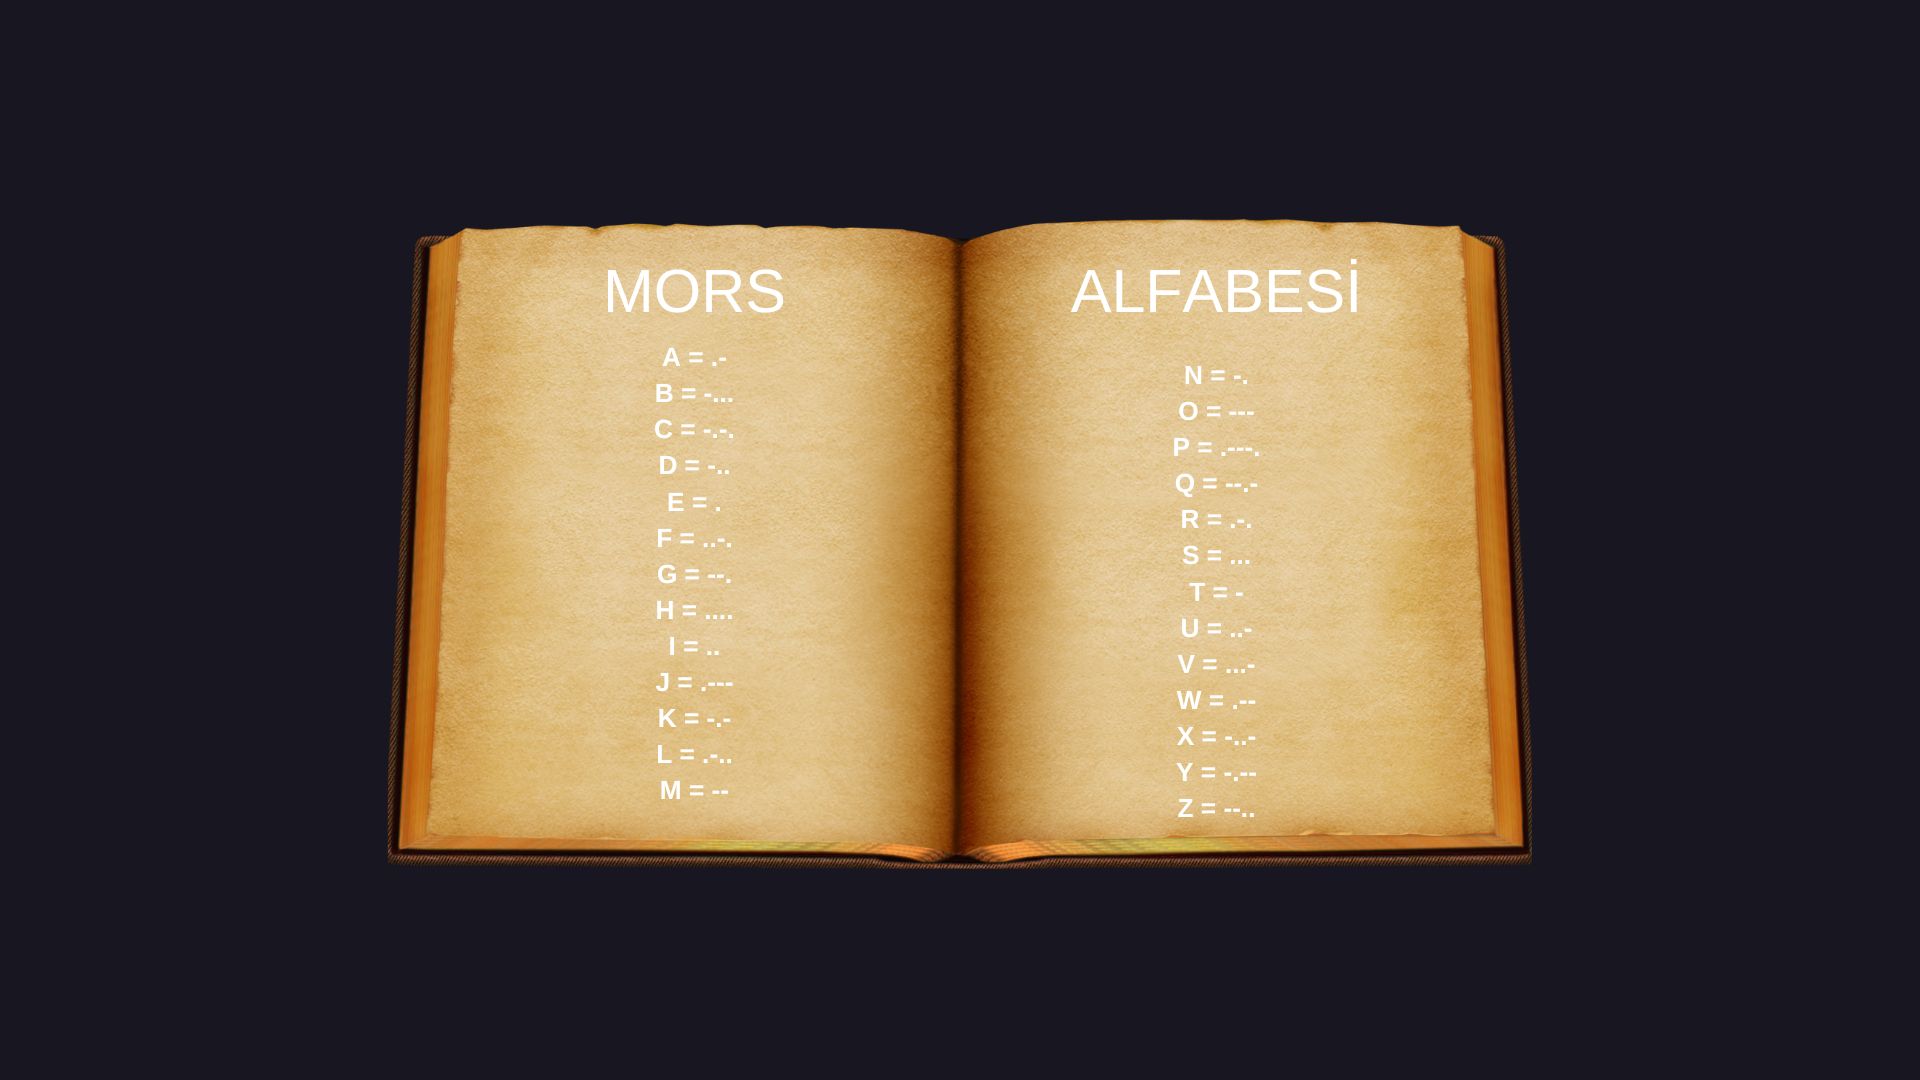 MORS
A = .-
B = -...
C = -.-.
D = -..
E = .
F = ..-.
G = --.
H = ....
I = ..
J = .---
K = -.-
L = .-..
M = --
ALFABESİ
N = -.
O = ---
P = .---.
Q = --.-
R = .-.
S = ...
T = -
U = ..-
V = ...-
W = .--
X = -..-
Y = -.--
Z = --..